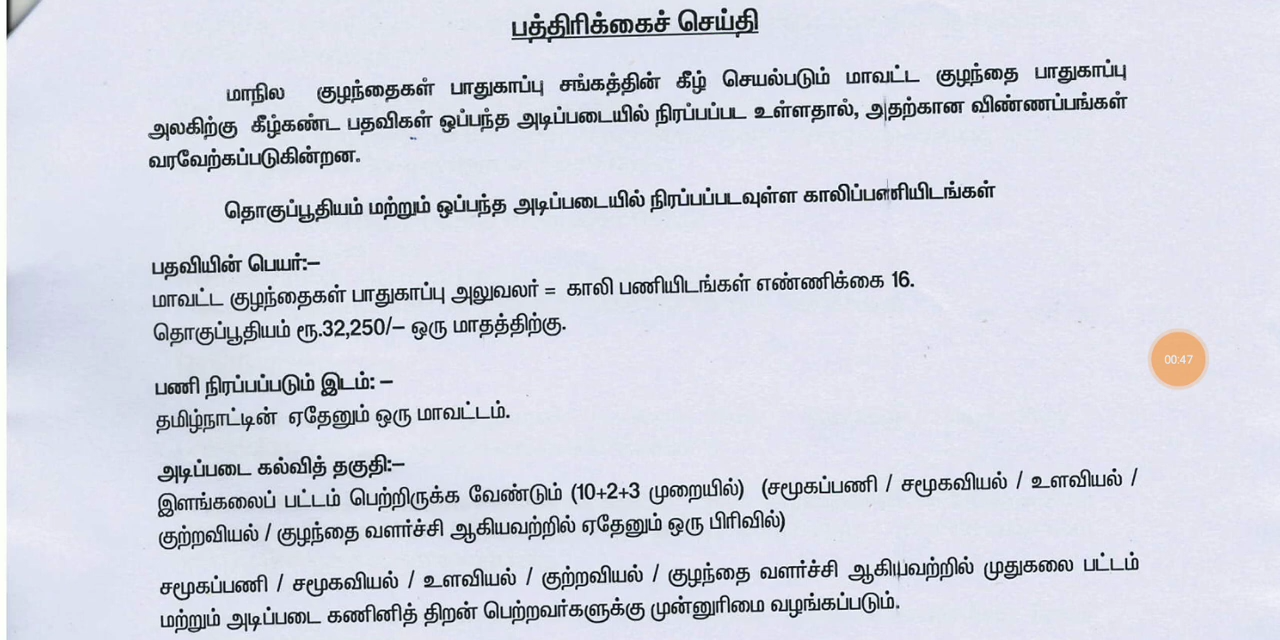 பத்திரிக்கைச் செய்தி
மாநில குழந்தைகள் பாதுகாப்பு சங்கத்தின் கீழ் செயல்படும் மாவட்ட குழந்தை பாதுகாப்பு
அலகிற்கு கீழ்கண்ட பதவிகள் ஒப்பந்த அடிப்படையில் நிரப்பப்பட உள்ளதால், அதற்கான விண்ணப்பங்கள்
வரவேற்கப்படுகின்றன.
தொகுப்பூதியம் மற்றும் ஒப்பந்த அடிப்படையில் நிரப்பப்படவுள்ள காலிப்பணியிடங்கள்
பதவியின் பெயர்:–
மாவட்ட குழந்தைகள் பாதுகாப்பு அலுவலர் = காலி பணியிடங்கள் எண்ணிக்கை 16.
தொகுப்பூதியம் ரூ.32,250/– ஒரு மாதத்திற்கு.
00:47
பணி நிரப்பப்படும் இடம்: –
தமிழ்நாட்டின் ஏதேனும் ஒரு மாவட்டம்.
அடிப்படை கல்வித் தகுதி:–
இளங்கலைப் பட்டம் பெற்றிருக்க வேண்டும் (10+2+3 முறையில்) (சமூகப்பணி / சமூகவியல் / உளவியல் /
குற்றவியல் / குழந்தை வளர்ச்சி ஆகியவற்றில் ஏதேனும் ஒரு பிரிவில்)
சமூகப்பணி / சமூகவியல் / உளவியல் / குற்றவியல் / குழந்தை வளர்ச்சி ஆகியவற்றில் முதுகலை பட்டம்
மற்றும் அடிப்படை கணினித் திறன் பெற்றவர்களுக்கு முன்னுரிமை வழங்கப்படும்.